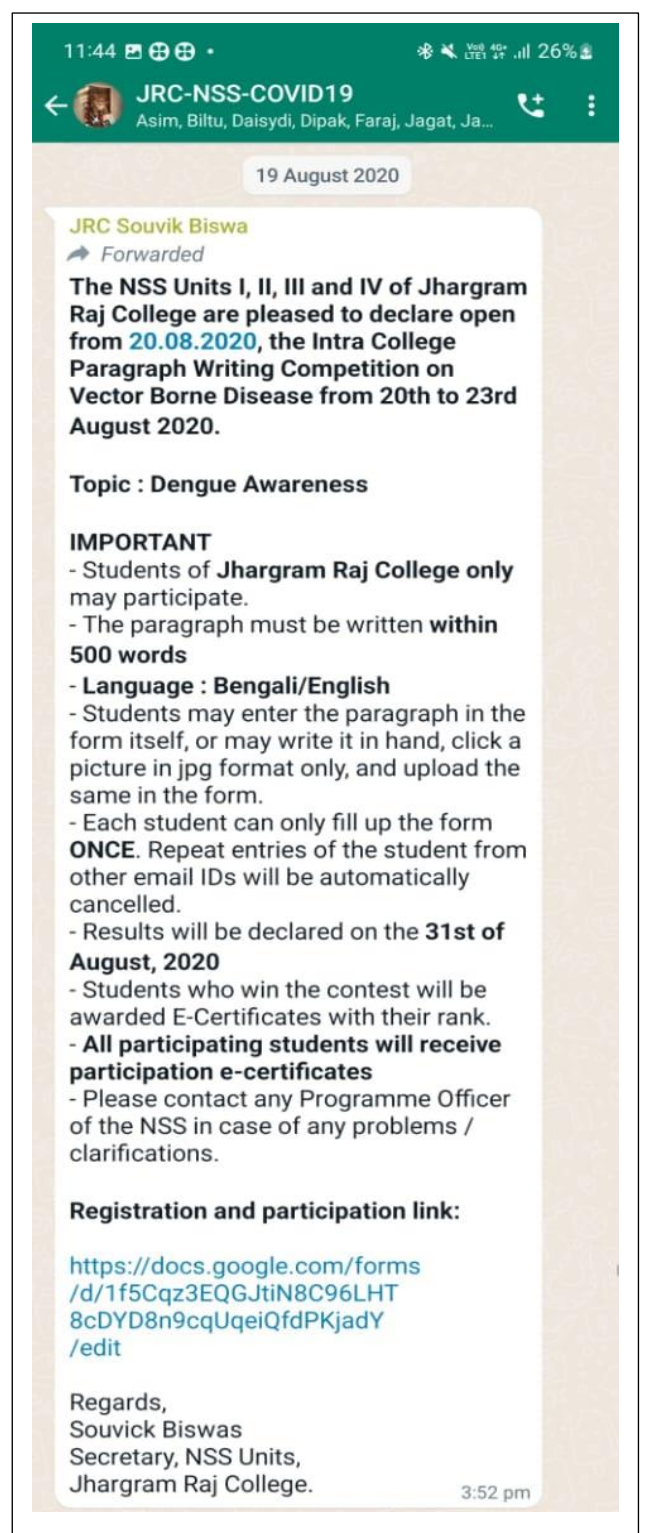 11:44
VoD 4G+
LTE1
26%
JRC-NSS-COVID19
Asim, Biltu, Daisydi, Dipak, Faraj, Jagat, Ja...
19 August 2020
JRC Souvik Biswa
Forwarded
The NSS Units I, II, III and IV of Jhargram
Raj College are pleased to declare open
from 20.08.2020, the Intra College
Paragraph Writing Competition on
Vector Borne Disease from 20th to 23rd
August 2020.
Topic : Dengue Awareness
IMPORTANT
- Students of Jhargram Raj College only
may participate.
- The paragraph must be written within
500 words
- Language : Bengali/English
- Students may enter the paragraph in the
form itself, or may write it in hand, click a
picture in jpg format only, and upload the
same in the form.
- Each student can only fill up the form
ONCE. Repeat entries of the student from
other email IDs will be automatically
cancelled.
- Results will be declared on the 31st of
August, 2020
- Students who win the contest will be
awarded E-Certificates with their rank.
- All participating students will receive
participation e-certificates
- Please contact any Programme Officer
of the NSS in case of any problems /
clarifications.
Registration and participation link:
https://docs.google.com/forms
/d/1f5Cqz3EQGJtiN8C96LHT
8cDYD8n9cqUqeiQfdPKjadY
/edit
Regards,
Souvick Biswas
Secretary, NSS Units,
Jhargram Raj College.
3:52 pm